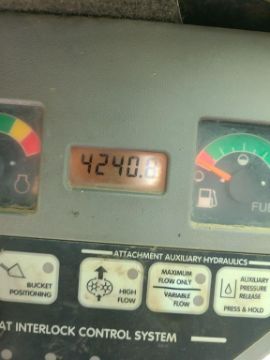 4240.8
FU
ATTACHMENT AUXILIARY HYDRAULICS
BUCKET
POSITIONING
HIGH
FLOW
MAXIMUM
FLOW ONLY
VARIABLE
FLOW
AUXILIARY
PRESSURE
RELEASE
PRESS & HOLD
AT INTERLOCK CONTROL SYSTEM